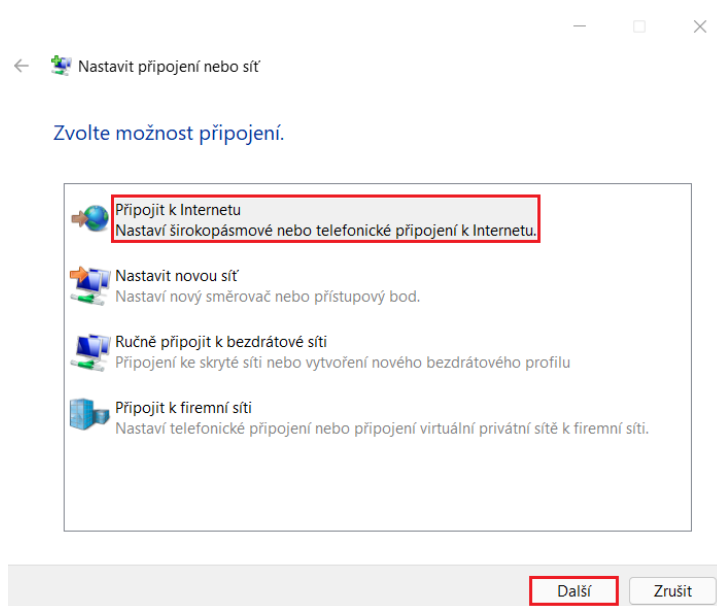 Nastavit připojení nebo síť
Zvolte možnost připojení.
Připojit k Internetu
Nastaví širokopásmové nebo telefonické připojení k Internetu.
Nastavit novou síť
Nastaví nový směrovač nebo přístupový bod.
Ručně připojit k bezdrátové síti
Připojení ke skryté síti nebo vytvoření nového bezdrátového profilu
Připojit k firemní síti
Nastaví telefonické připojení nebo připojení virtuální privátní sítě k firemní síti.
Další
Zrušit